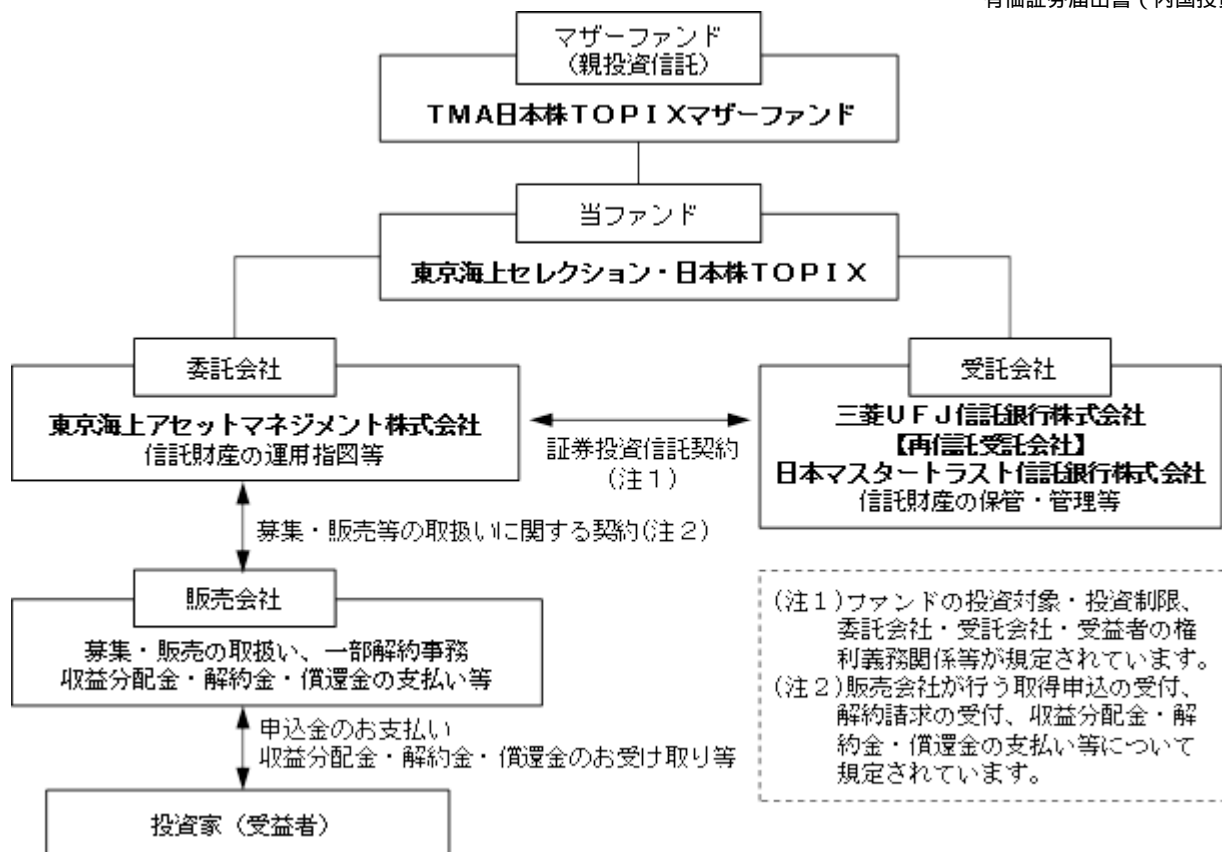 有価証券届出書(内国投資
マザーファンド
(親投資信託)
TMA日本株TOPIXマザーファンド
当ファンド
東京海上セレクション・日本株TOPIX
委託会社
東京海上アセットマネジメント株式会社
信託財産の運用指図等
証券投資信託契約
(注1)
受託会社
三菱UFJ信託銀行株式会社
【再信託受託会社】
日本マスタートラスト信託銀行株式会社
信託財産の保管・管理等
募集・販売等の取扱いに関する契約(注2)
販売会社
募集・販売の取扱い、一部解約事務
収益分配金・解約金・償還金の支払い等
申込金のお支払い
収益分配金・解約金・償還金のお受け取り等
投資家(受益者)
(注1)ファンドの投資対象・投資制限、
委託会社・受託会社・受益者の権
利義務関係等が規定されています。
(注2)販売会社が行う取得申込の受付、
解約請求の受付、収益分配金・解
約金・償還金の支払い等について
規定されています。